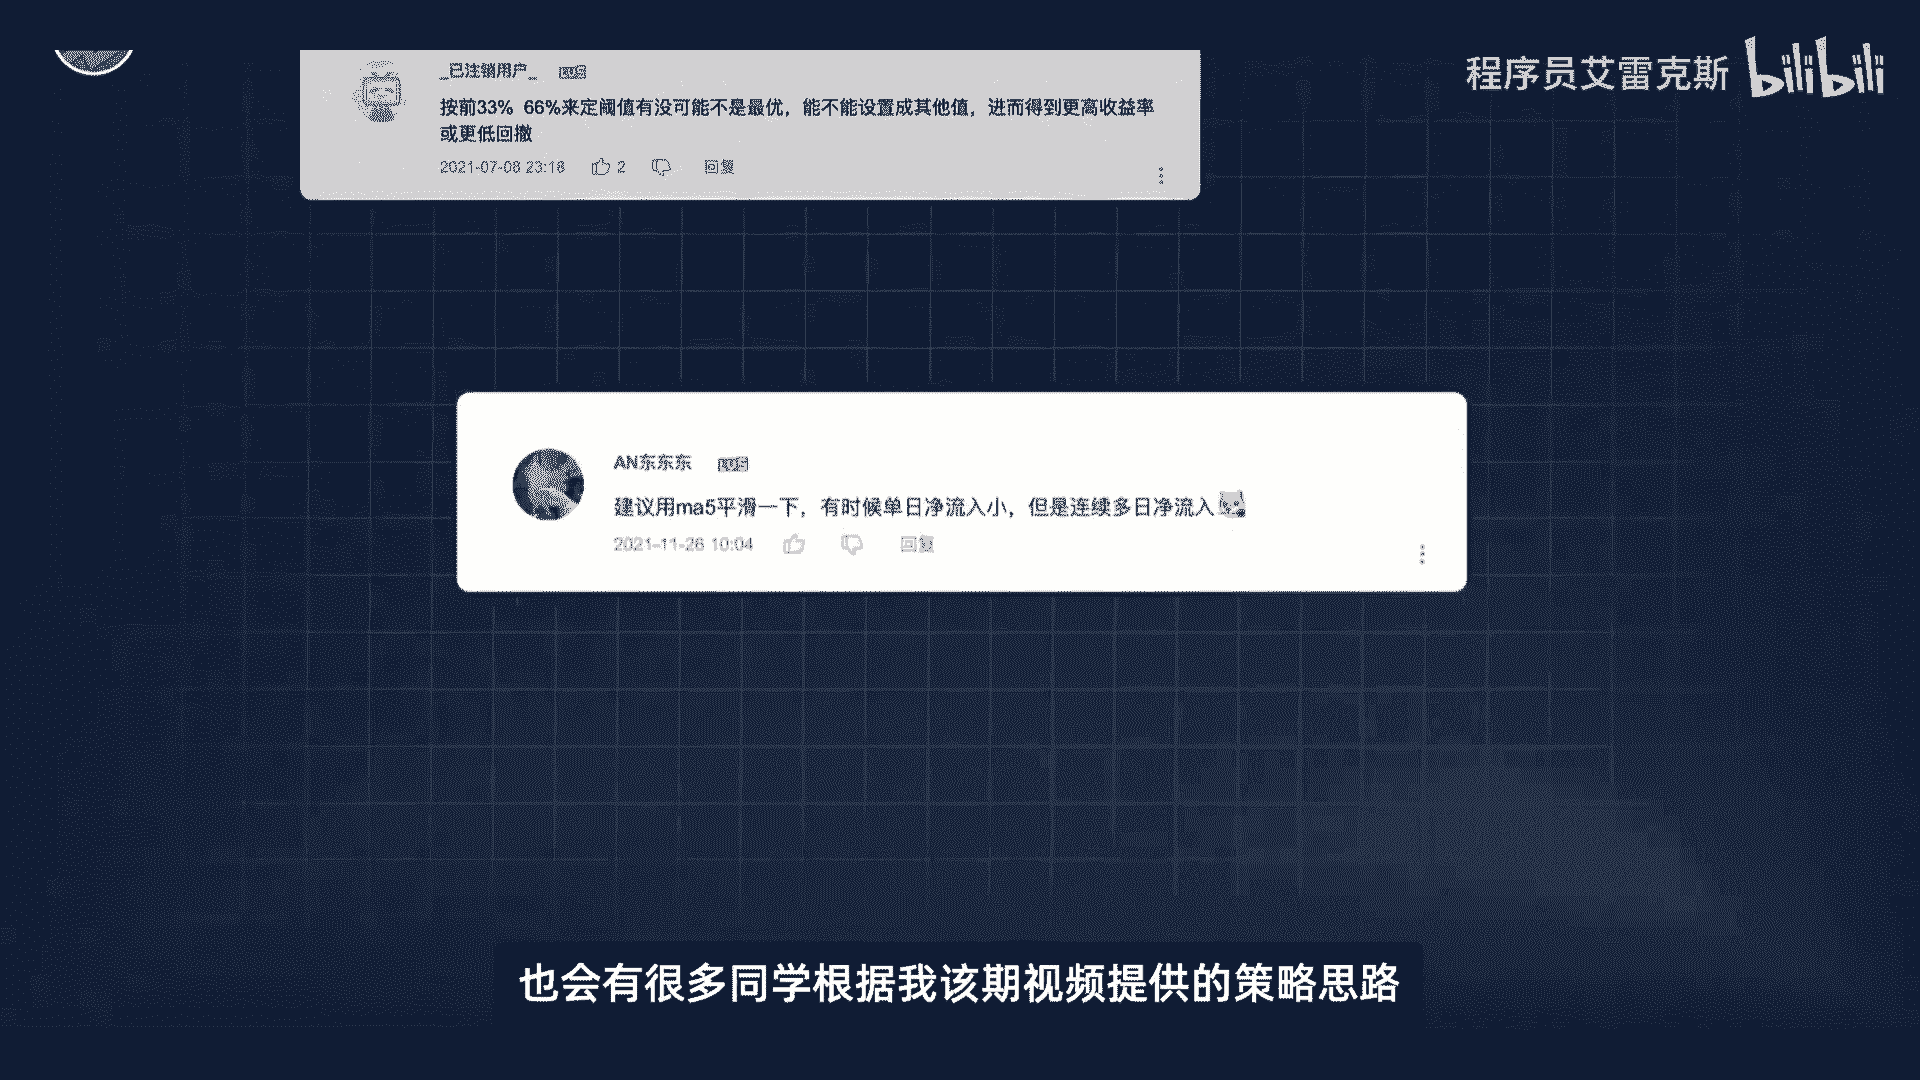 程序员艾雷克斯 bilibili
_已注销用户_
按前33% 66%来定阈值有没可能不是最优，能不能设置成其他值，进而得到更高收益率
或更低回撤
2021-07-08 23:18 2 回复
AN东东东
建议用ma5平滑一下，有时候单日净流入小，但是连续多日净流入
2021-11-26 10:04 回复
也会有很多同学根据我该期视频提供的策略思路